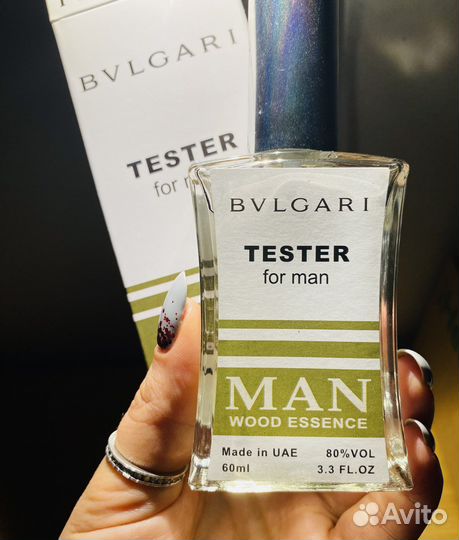 BVLGARI
TESTER
for m
BVLGARI
TESTER
for man
MAN
WOOD ESSENCE
Made in UAE 80%VOL
60ml 3.3 FL.OZ
Avito